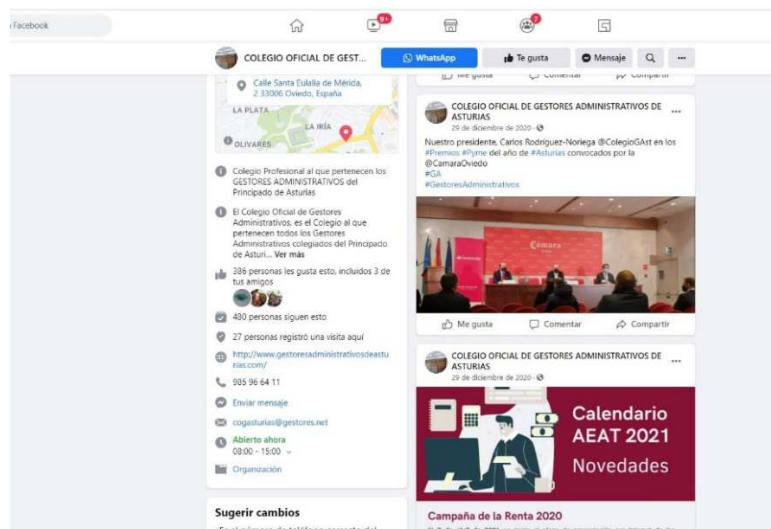 Facebook
9+
7
COLEGIO OFICIAL DE GEST...
WhatsApp
Te gusta
Mensaje
Calle Santa Eulalia de Mérida,
2 33006 Oviedo, España
LA PLATA
LA IRÍA
OLIVARES
Colegio Profesional al que pertenecen los
GESTORES ADMINISTRATIVOS del
Principado de Asturias
El Colegio Oficial de Gestores
Administrativos, es el Colegio al que
pertenecen todos los Gestores
Administrativos colegiados del Principado
de Asturi... Ver más
386 personas les gusta esto, incluidos 3 de
tus amigos
480 personas siguen esto
27 personas registró una visita aquí
http://www.gestoresadministrativosdeastu
rias.com/
985 96 64 11
Enviar mensaje
cogasturias@gestores.net
Abierto ahora
08:00 - 15:00
Organización
Sugerir cambios
Me gusta Comentar Compartir
COLEGIO OFICIAL DE GESTORES ADMINISTRATIVOS DE
ASTURIAS
29 de diciembre de 2020
Nuestro presidente, Carlos Rodríguez-Noriega @ColegioGAst en los
#Premios #Pyme del año de #Asturias convocados por la
@CamaraOviedo
#GA
#GestoresAdministrativos
Cámara
Me gusta Comentar Compartir
COLEGIO OFICIAL DE GESTORES ADMINISTRATIVOS DE
ASTURIAS
29 de diciembre de 2020
Calendario
AEAT 2021
Novedades
Campaña de la Renta 2020